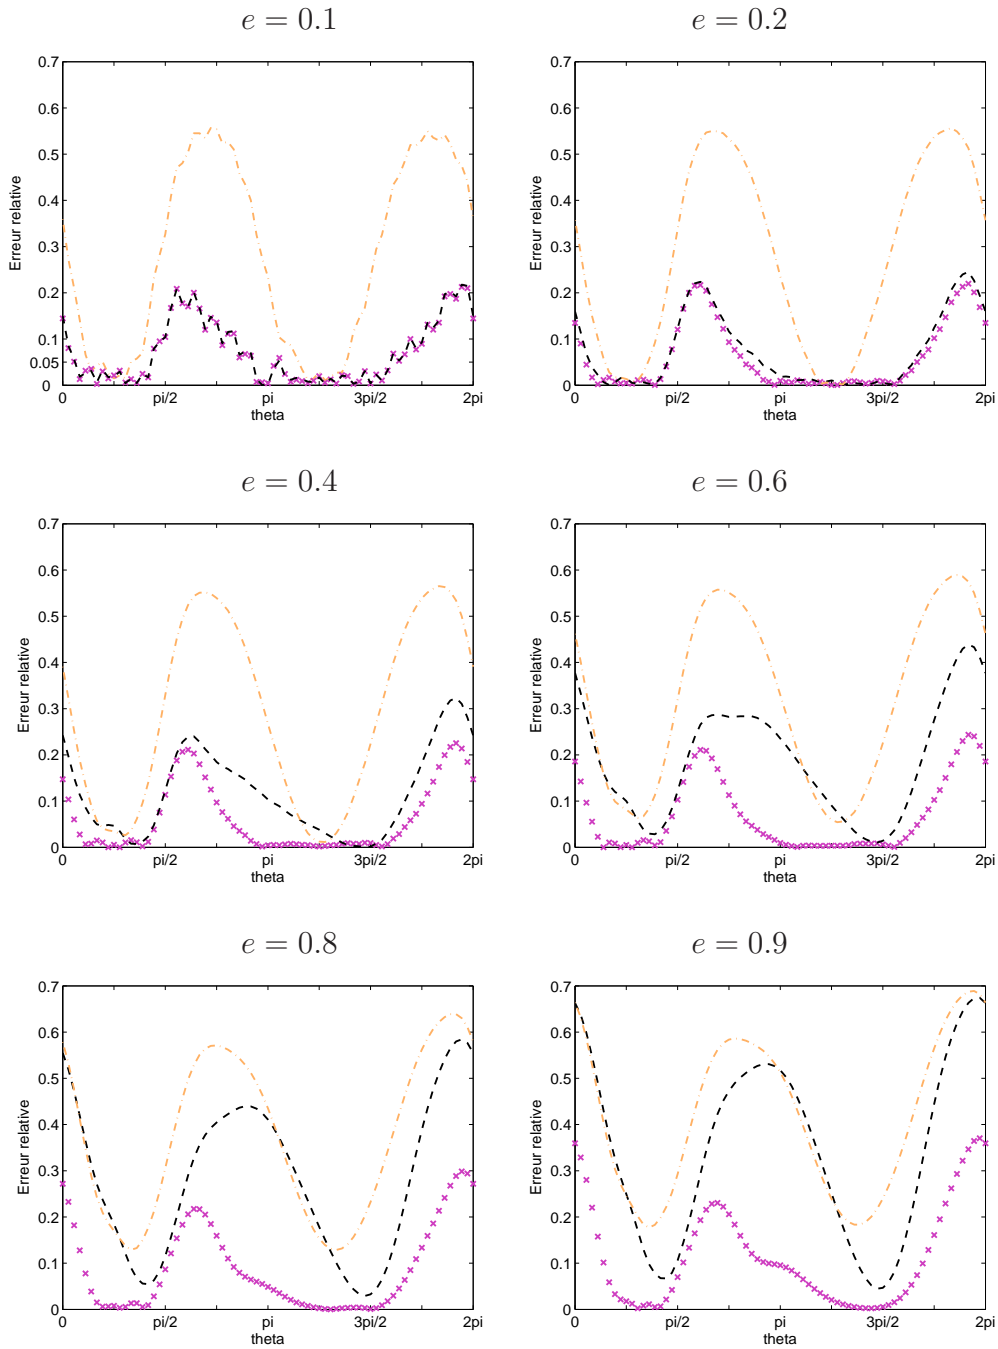 e = 0.1
e = 0.2
0.7
0.6
0.5
0.4
0.3
0.2
0.1
0.05
0
Erreur relative
0
pi/2
pi
3pi/2
2pi
theta
0.7
0.6
0.5
0.4
0.3
0.2
0.1
0
Erreur relative
0
pi/2
pi
3pi/2
2pi
theta
e = 0.4
e = 0.6
0.7
0.6
0.5
0.4
0.3
0.2
0.1
0
Erreur relative
0
pi/2
pi
3pi/2
2pi
theta
0.7
0.6
0.5
0.4
0.3
0.2
0.1
0
Erreur relative
0
pi/2
pi
3pi/2
2pi
theta
e = 0.8
e = 0.9
0.7
0.6
0.5
0.4
0.3
0.2
0.1
0
Erreur relative
0
pi/2
pi
3pi/2
2pi
theta
0.7
0.6
0.5
0.4
0.3
0.2
0.1
0
Erreur relative
0
pi/2
pi
3pi/2
2pi
theta